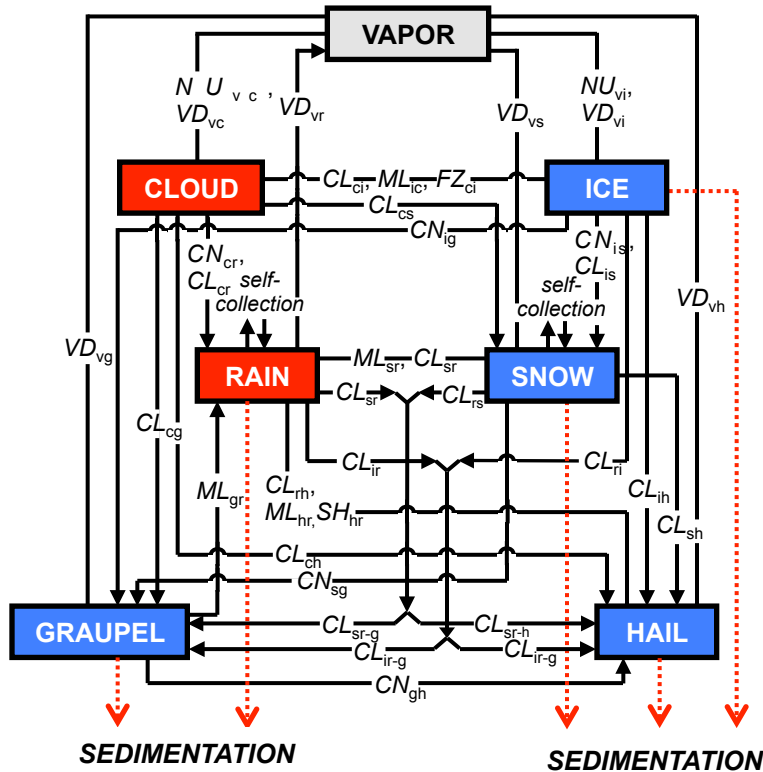 VAPOR
N U v c ,
VD vc
VD vr
VD vs
NU vi,
VD vi
CLOUD
CL ci, ML ic, FZ ci
ICE
CL cs
CN ig
CN cr,
CL cr
self-
collection
CN is,
CL is
self-
collection
VD vg
VD vh
RAIN
ML sr, CL sr
SNOW
CL sr
CL rs
CL cg
CL ir
CL ri
ML gr
CL rh,
ML hr, SH hr
CL ih
CL sh
CL ch
CN sg
GRAUPEL
CL sr-g
CL sr-h
HAIL
CL ir-g
CL ir-g
CN gh
SEDIMENTATION
SEDIMENTATION